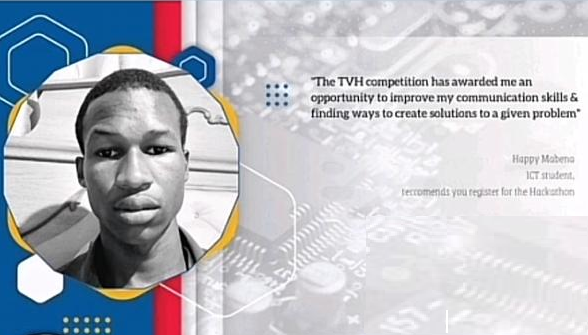 "The TVH competition has awarded me an
opportunity to improve my communication skills &
finding ways to create solutions to a given problem"
Happy Mabena
ICT student,
reccomends you register for the Hackathon